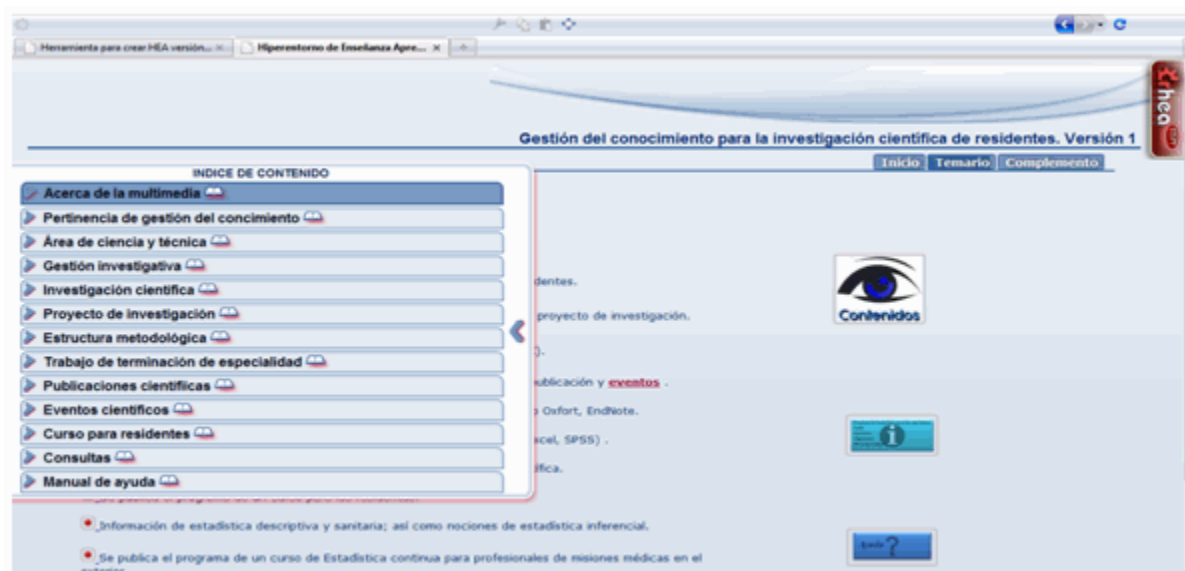 Herramienta para crear HEA versión...
Hiperentorno de Enseñanza Apre...
crhea
Gestión del conocimiento para la investigación científica de residentes. Versión 1
Inicio Temario Complemento
INDICE DE CONTENIDO
Acerca de la multimedia
Pertinencia de gestión del concimiento
Área de ciencia y técnica
Gestión investigativa
Investigación científica
Proyecto de investigación
Estructura metodológica
Trabajo de terminación de especialidad
Publicaciones científicas
Eventos científicos
Curso para residentes
Consultas
Manual de ayuda
dentes.
proyecto de investigación.
).
ublicación y eventos .
Oxfort, EndNote.
xcel, SPSS) .
ífica.
Contenidos
Información de estadística descriptiva y sanitaria; así como nociones de estadística inferencial.
Se publica el programa de un curso de Estadística continua para profesionales de misiones médicas en el
Ayuda ?